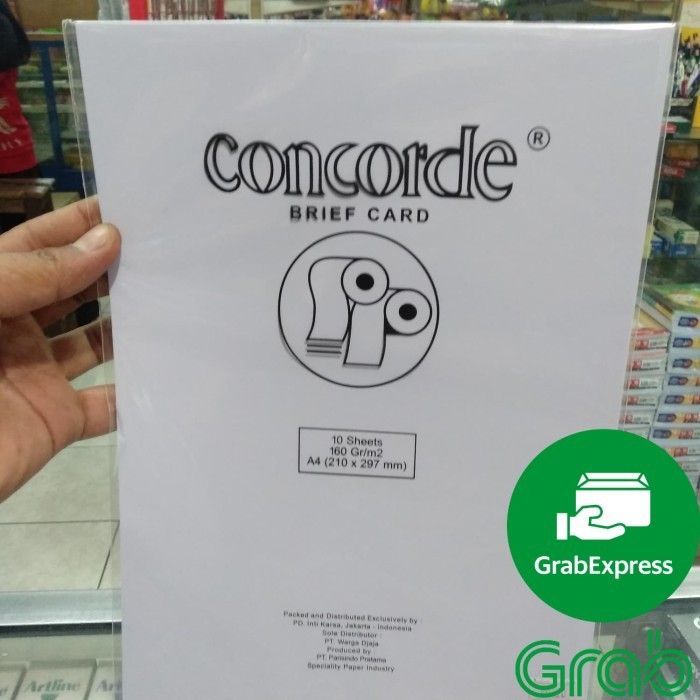 concorde ®
BRIEF CARD
10 Sheets
160 Gr/m2
A4 (210 x 297 mm)
GrabExpress
Packed and Distributed Exclusively by :
PD. Inti Karsa, Jakarta - Indonesia
Sole Distributor :
PT. Warga Djaja
Produced by :
PT. Parisindo Pratama
Speciality Paper Industry
Grab
Artline